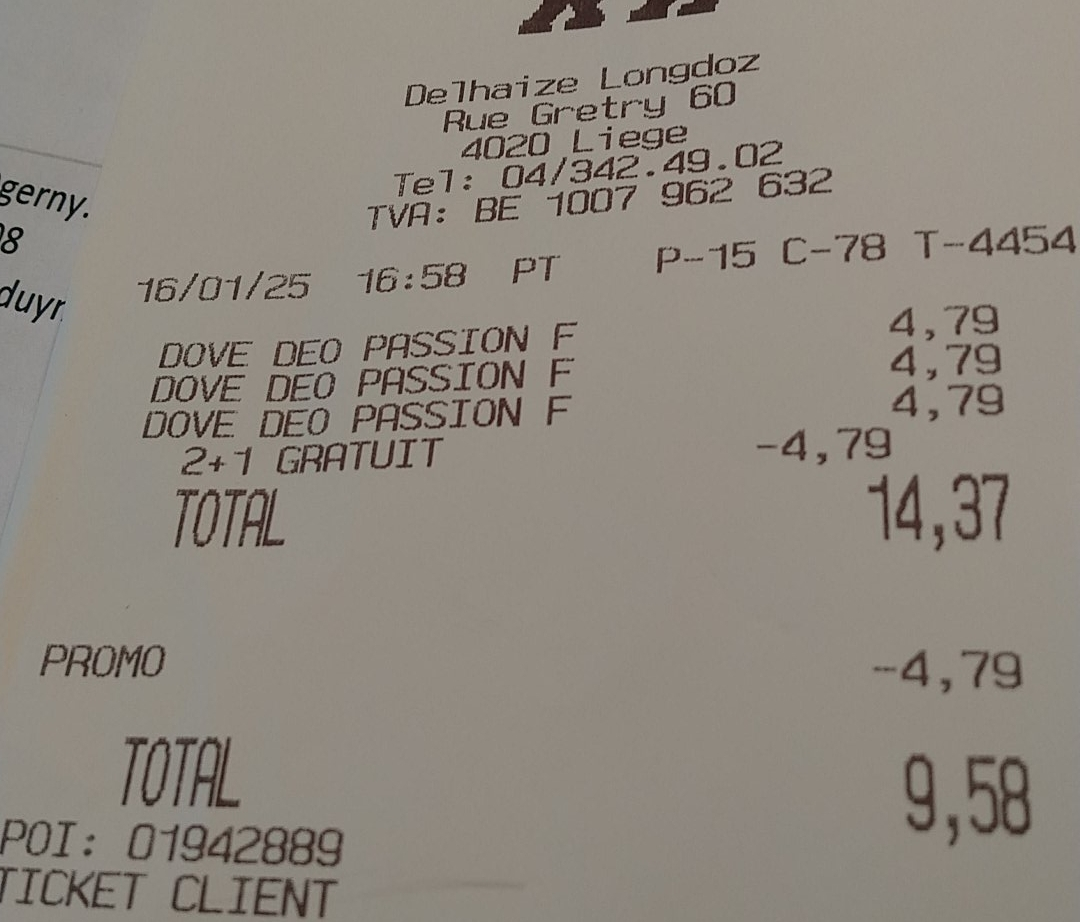 Delhaize Longdoz
Rue Gretry 60
4020 Liege
Tel: 04/342.49.02
TVA: BE 1007 962 632
16/01/25 16:58 PT P-15 C-78 T-4454
DOVE DEO PASSION F 4,79
DOVE DEO PASSION F 4,79
DOVE DEO PASSION F 4,79
2+1 GRATUIT -4,79
TOTAL 14,37
PROMO -4,79
TOTAL 9,58
POI: 01942889
TICKET CLIENT